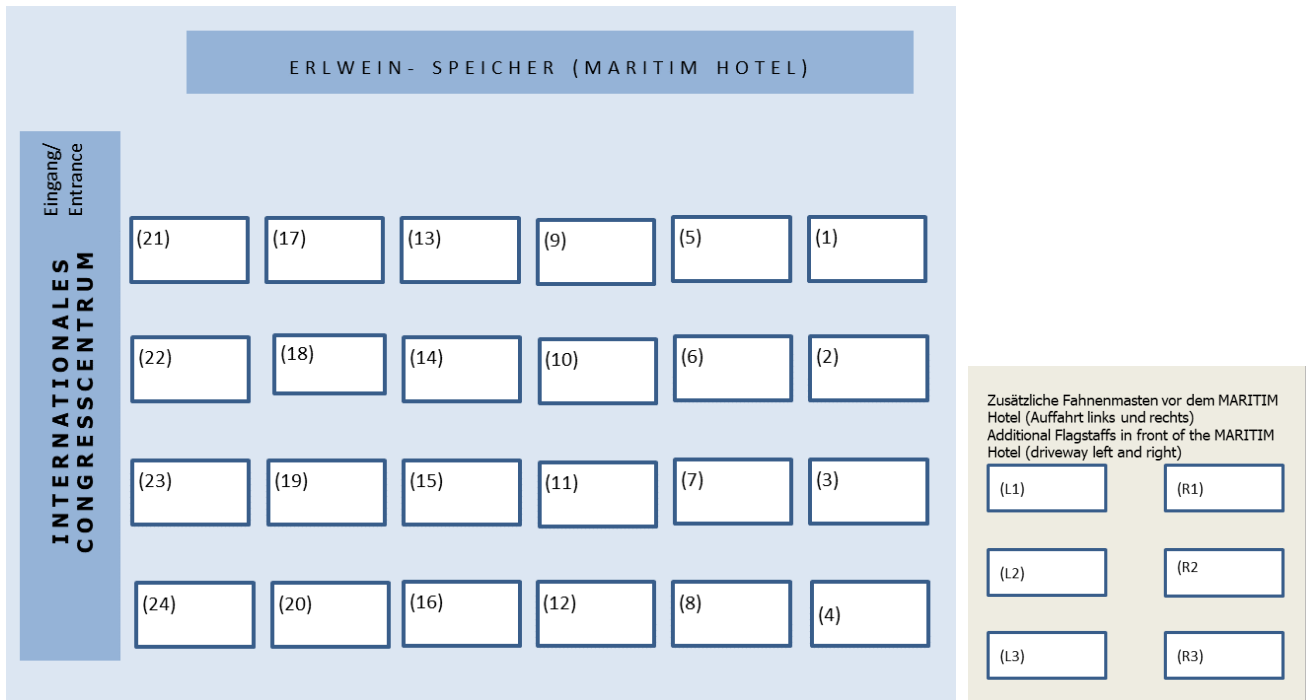 ERLWEIN- SPEICHER (MARITIM HOTEL)
Eingang/
Entrance
INTERNATIONALES
CONGRESSCENTRUM
(21) (17) (13) (9) (5) (1)
(22) (18) (14) (10) (6) (2)
(23) (19) (15) (11) (7) (3)
(24) (20) (16) (12) (8) (4)
Zusätzliche Fahnenmasten vor dem MARITIM
Hotel (Auffahrt links und rechts)
Additional Flagstaffs in front of the MARITIM
Hotel (driveway left and right)
(L1) (R1)
(L2) (R2
(L3) (R3)